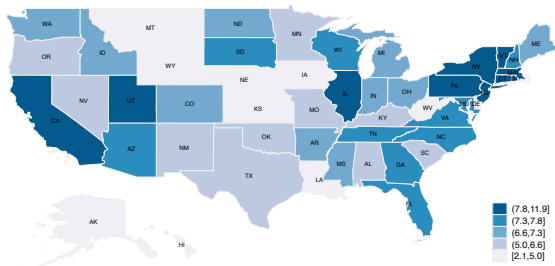 WA
MT
ND
MN
ME
OR
ID
SD
WI
MI
VT
NH
NY
MA
WY
IA
NE
PA
NV
UT
CO
IL
IN
OH
CA
KS
MO
WV
VA
MD
DE
KY
NC
TN
AZ
NM
OK
AR
SC
MS
AL
GA
TX
LA
FL
AK
HI
(7.8,11.9]
(7.3,7.8]
(6.6,7.3]
(5.0,6.6]
[2.1,5.0]